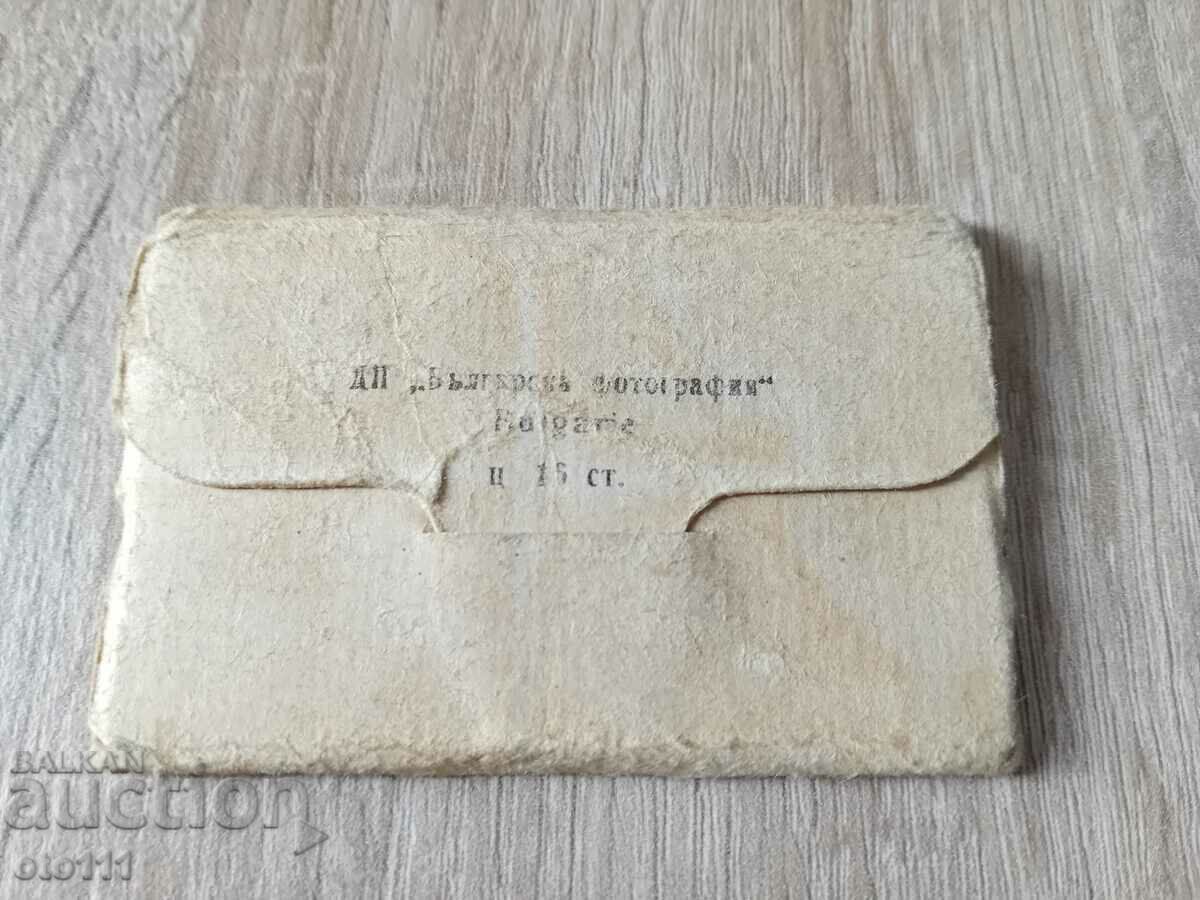 ДП „Българска фотография“
Bulgarie
ц 15 ст.
BALKAN
auction
oto111